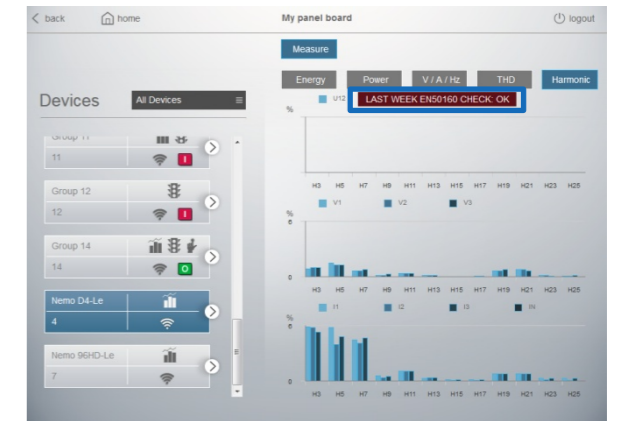 back home My panel board logout
Measure
Energy Power V / A / Hz THD Harmonic
Devices All Devices
U12 LAST WEEK EN50160 CHECK: OK
%
Group 11
11 I
H3 H5 H7 H9 H11 H13 H15 H17 H19 H21 H23 H25
Group 12
12 I
V1 V2 V3
%
6
0
Group 14
14 O
H3 H5 H7 H9 H11 H13 H15 H17 H19 H21 H23 H25
Nemo D4-Le
4
I1 I2 I3 IN
%
6
0
Nemo 96HD-Le
7
H3 H5 H7 H9 H11 H13 H15 H17 H19 H21 H23 H25